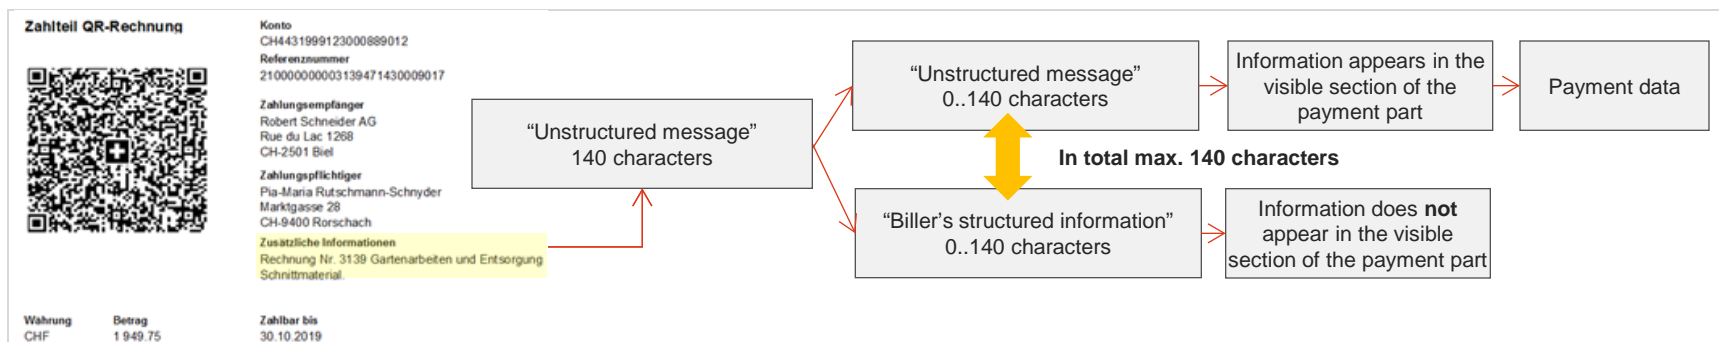 Zahlteil QR-Rechnung
Konto
CH4431999123000889012
Referenznummer
210000000003139471430009017
Zahlungsempfänger
Robert Schneider AG
Rue du Lac 1268
CH-2501 Biel
Zahlungspflichtiger
Pia-Maria Rutschmann-Schnyder
Marktgasse 28
CH-9400 Rorschach
Zusätzliche Informationen
Rechnung Nr. 3139 Gartenarbeiten und Entsorgung
Schnittmaterial.
Währung
CHF
Betrag
1 949.75
Zahlbar bis
30.10.2019
“Unstructured message”
140 characters
“Unstructured message”
0..140 characters
Information appears in the
visible section of the
payment part
Payment data
In total max. 140 characters
“Biller’s structured information”
0..140 characters
Information does not
appear in the visible
section of the payment part